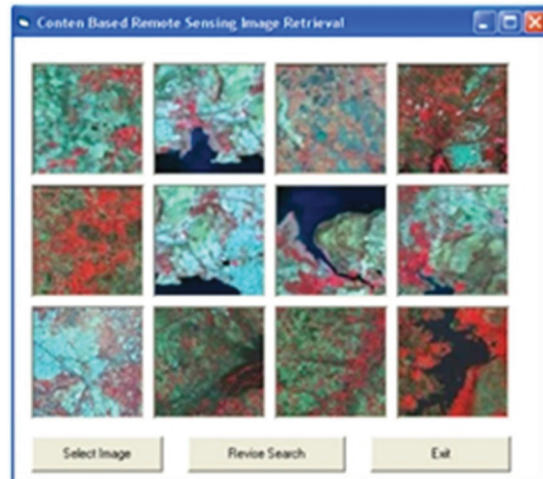 Conten Based Remote Sensing Image Retrieval
Select Image
Revise Search
Exit